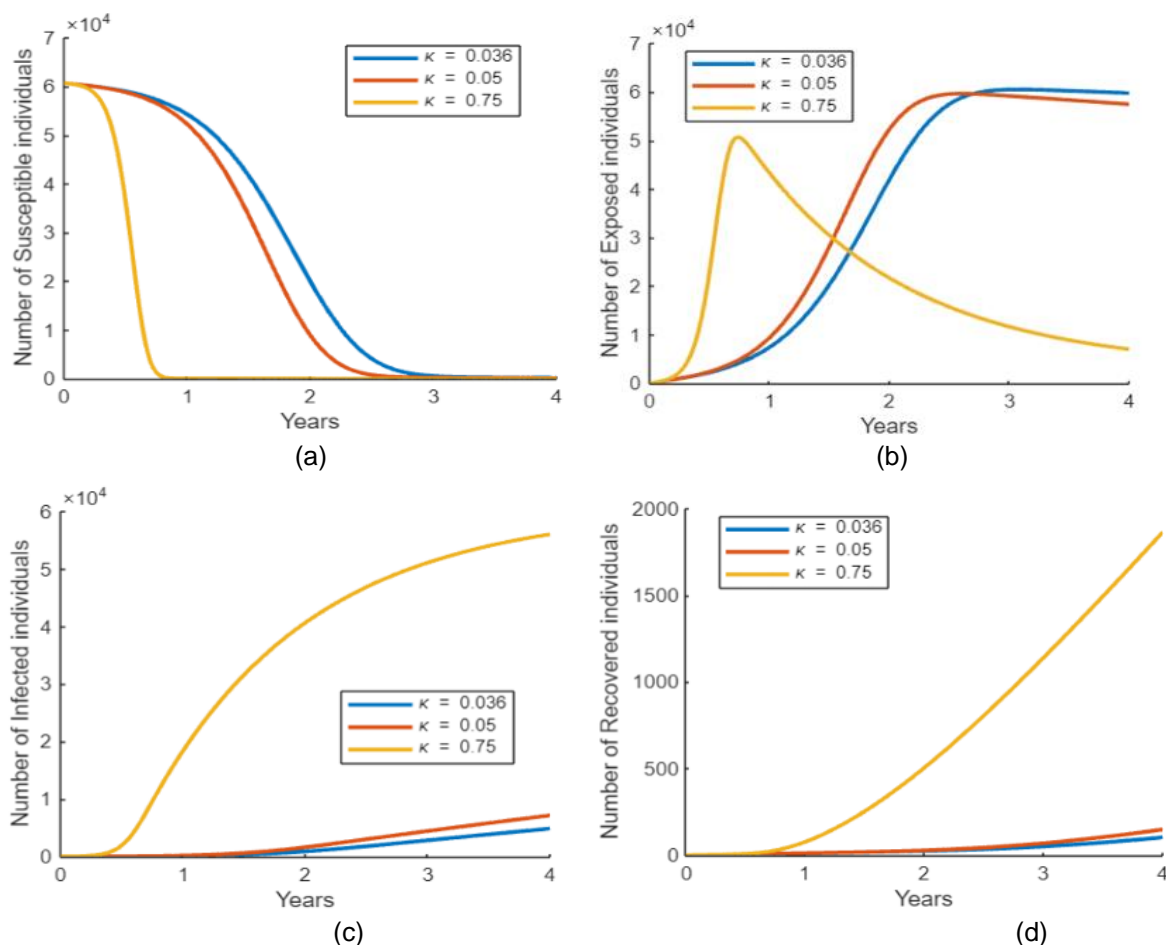 ×10⁴
Number of Susceptible individuals
7
6
5
4
3
2
1
0
0 1 2 3 4
Years
κ = 0.036
κ = 0.05
κ = 0.75
(a)
×10⁴
Number of Exposed individuals
7
6
5
4
3
2
1
0
0 1 2 3 4
Years
κ = 0.036
κ = 0.05
κ = 0.75
(b)
×10⁴
Number of Infected individuals
6
5
4
3
2
1
0
0 1 2 3 4
Years
κ = 0.036
κ = 0.05
κ = 0.75
(c)
Number of Recovered individuals
2000
1500
1000
500
0
0 1 2 3 4
Years
κ = 0.036
κ = 0.05
κ = 0.75
(d)